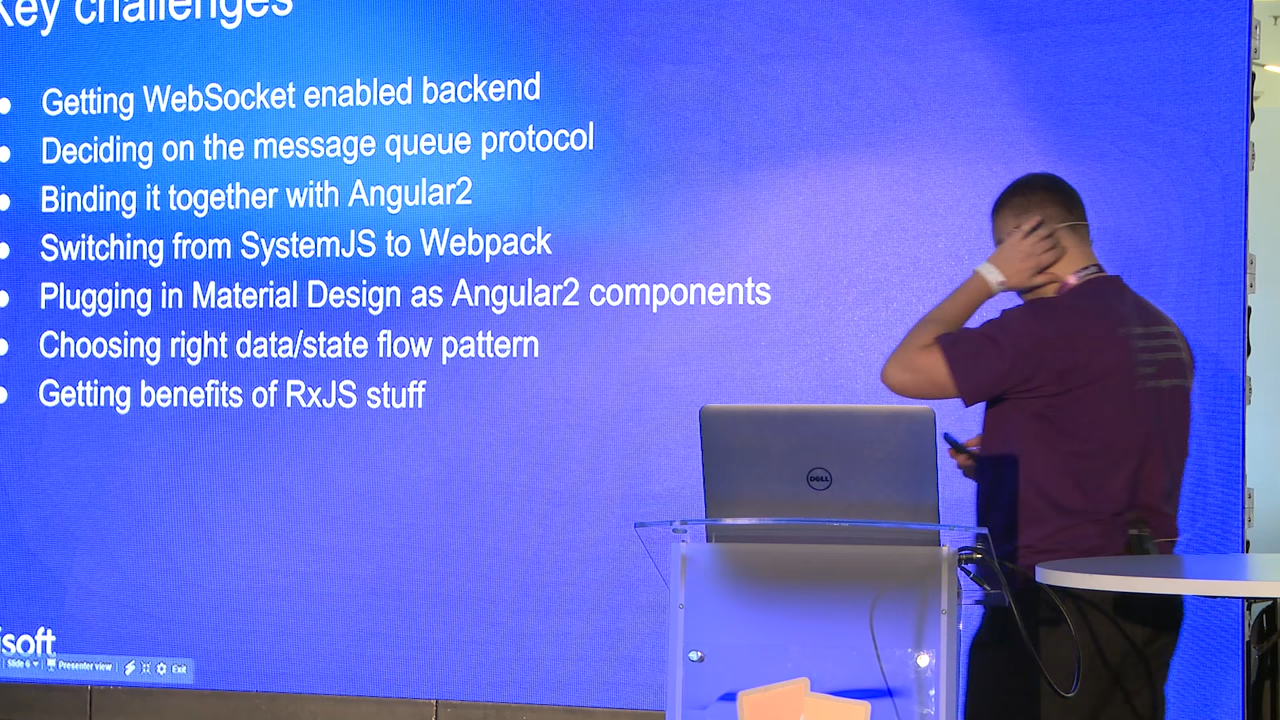 Key challenges
Getting WebSocket enabled backend
Deciding on the message queue protocol
Binding it together with Angular2
Switching from SystemJS to Webpack
Plugging in Material Design as Angular2 components
Choosing right data/state flow pattern
Getting benefits of RxJS stuff
isoft
Slide 6 Presenter view Exit
DELL